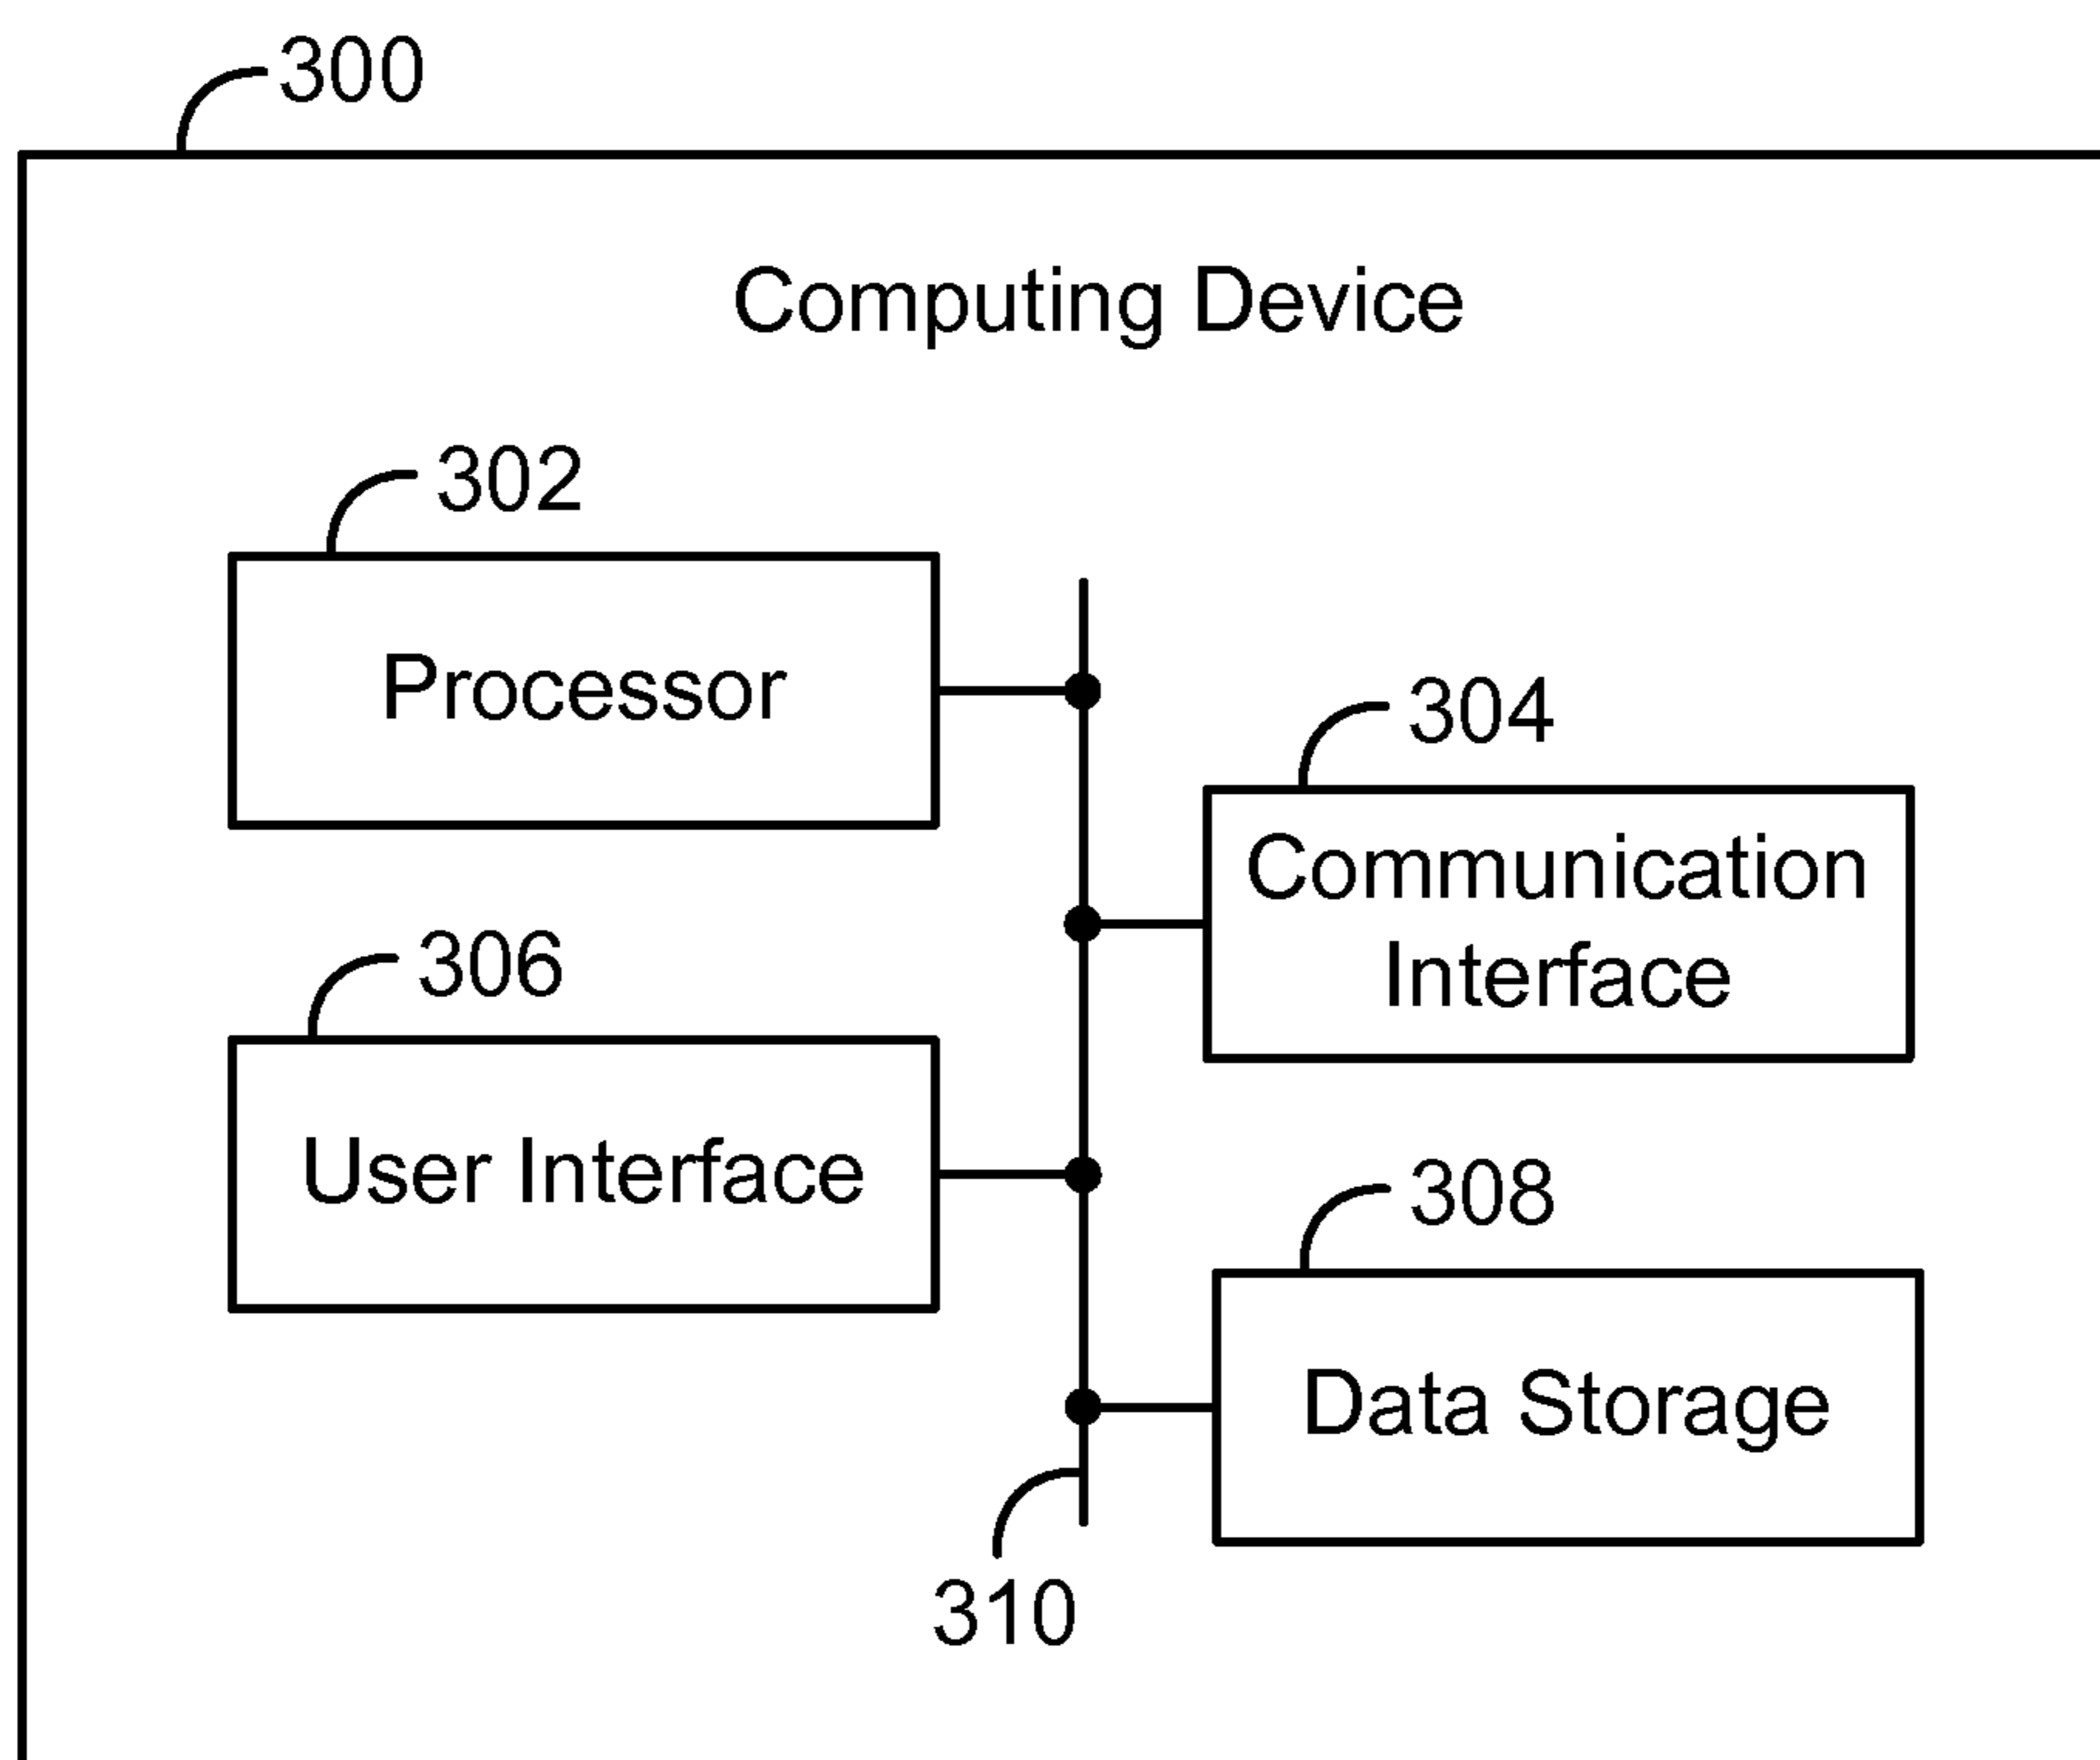 300
Computing Device
302
Processor
304
Communication
Interface
306
User Interface
308
Data Storage
310